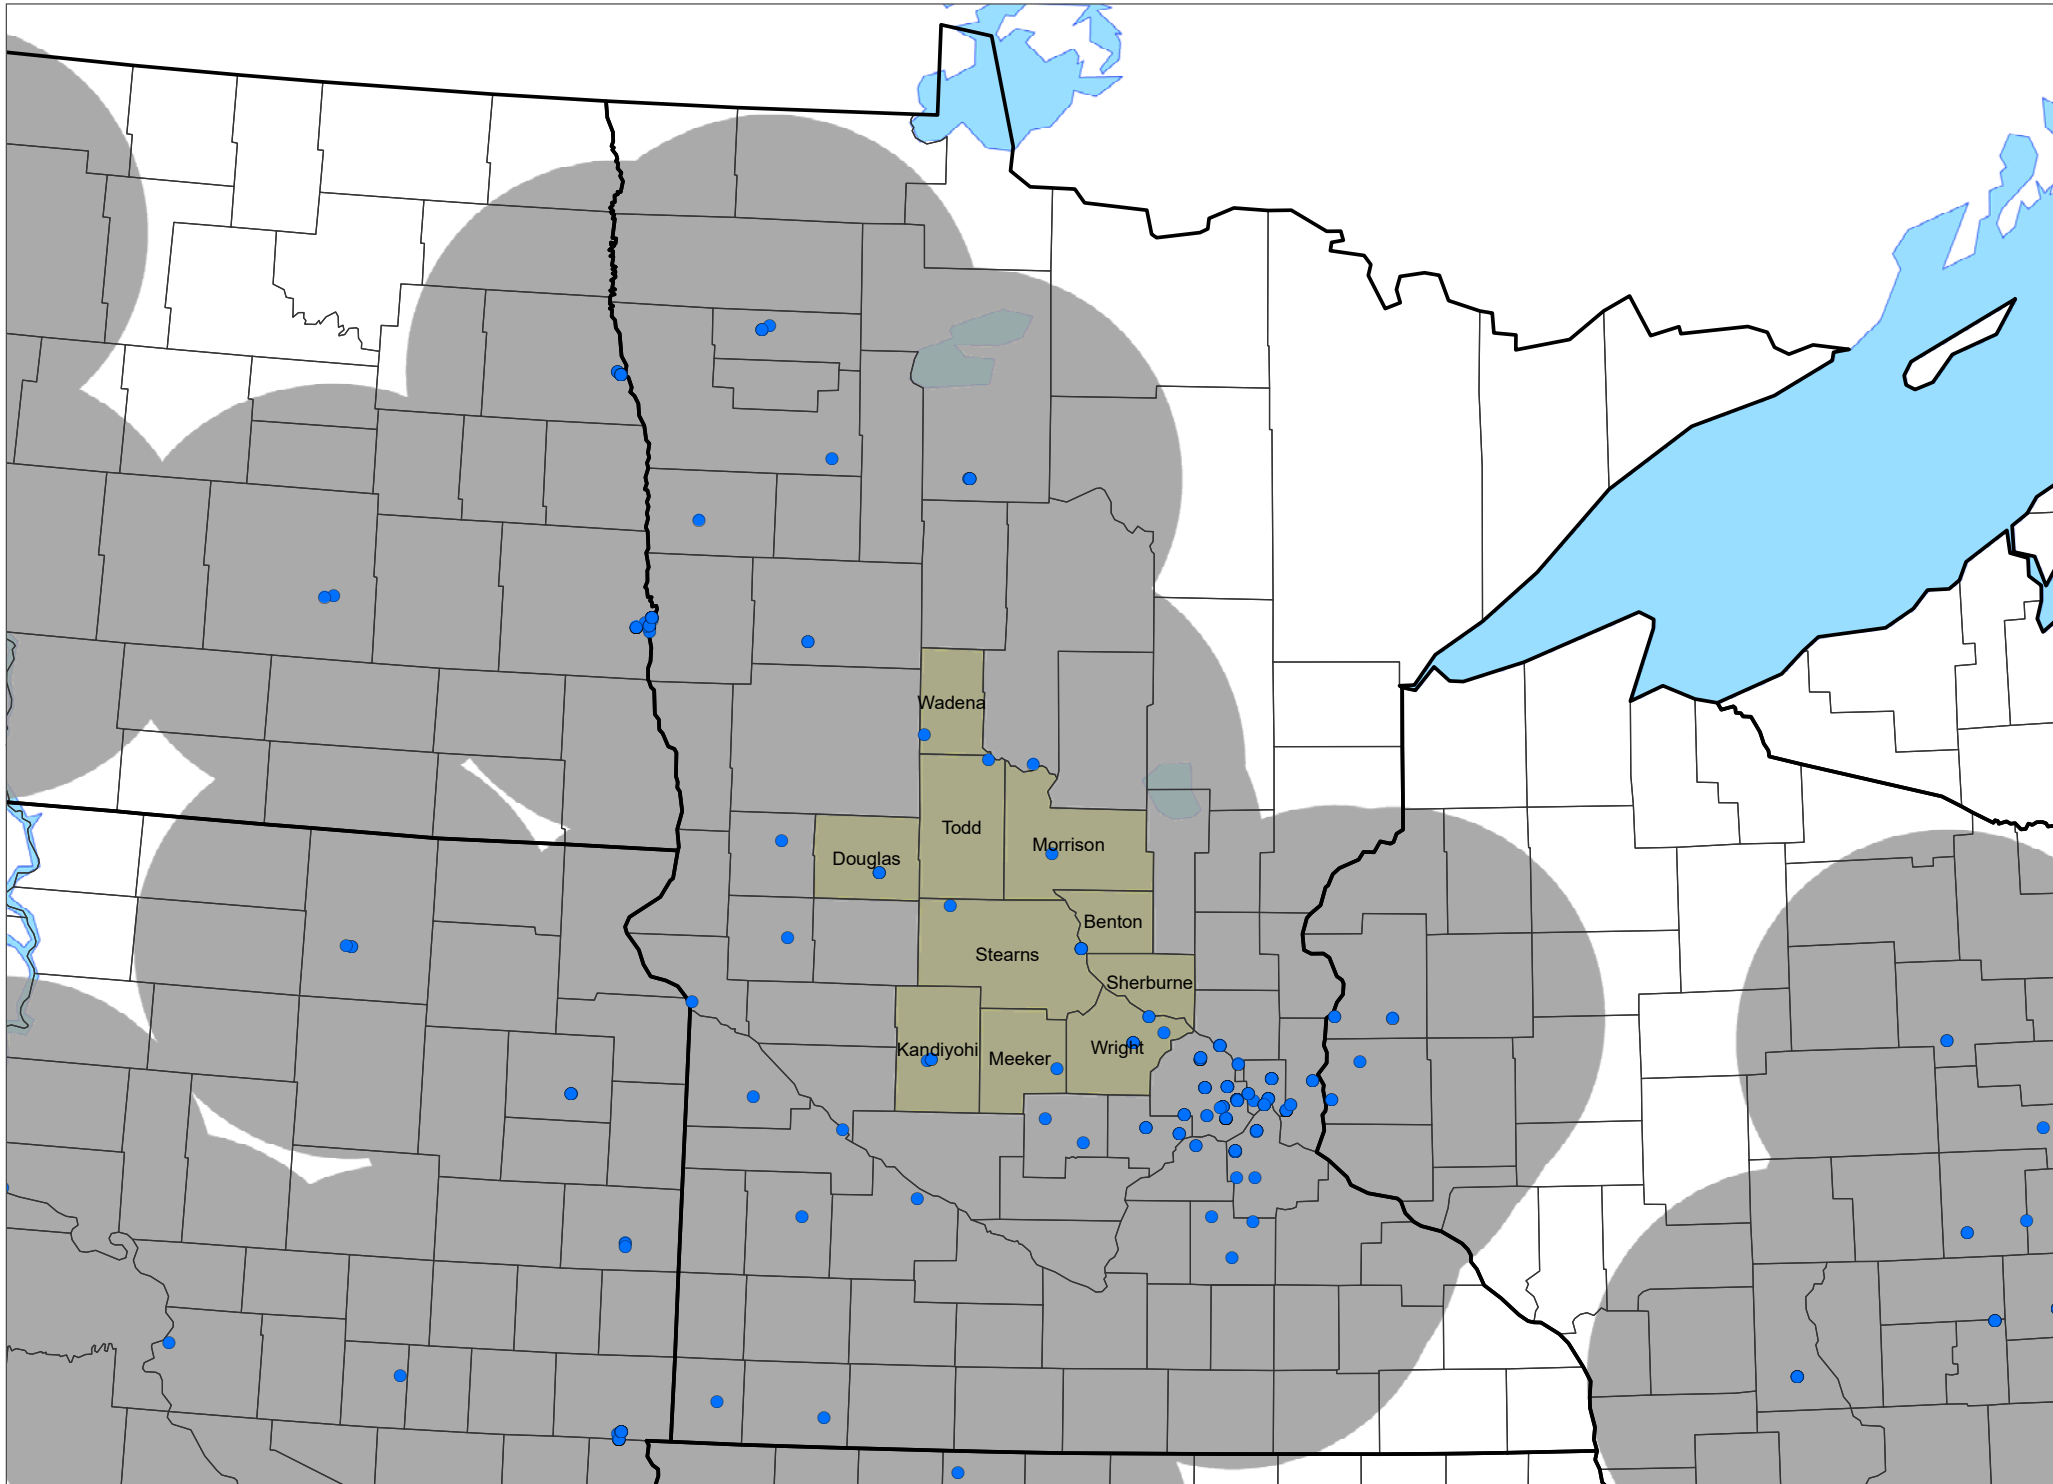 Wadena
Todd
Morrison
Douglas
Benton
Stearns
Sherburne
Kandiyohi
Meeker
Wright